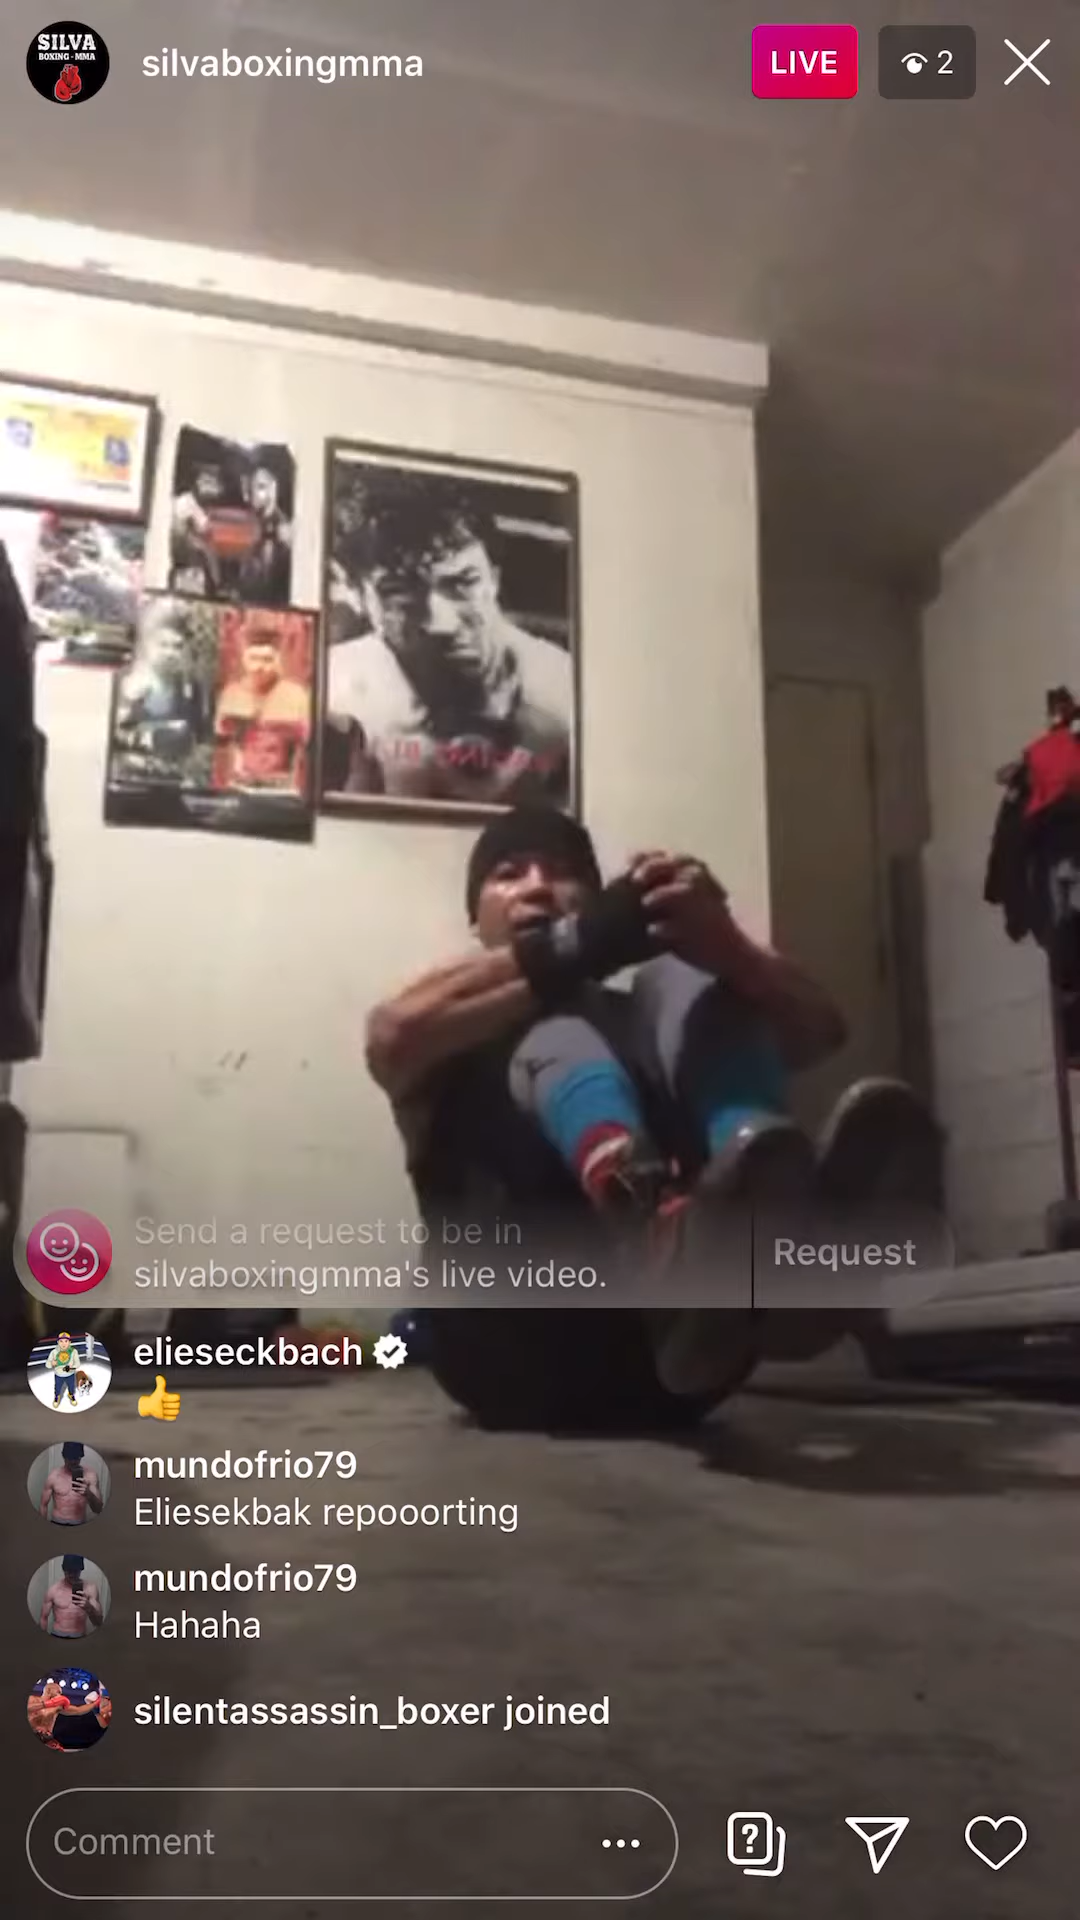 SILVA
BOXING - MMA
silvaboxingmma
LIVE
2
Send a request to be in
silvaboxingmma's live video.
Request
elieseckbach
👍
mundofrio79
Eliesekbak repooorting
mundofrio79
Hahaha
silentassassin_boxer joined
Comment